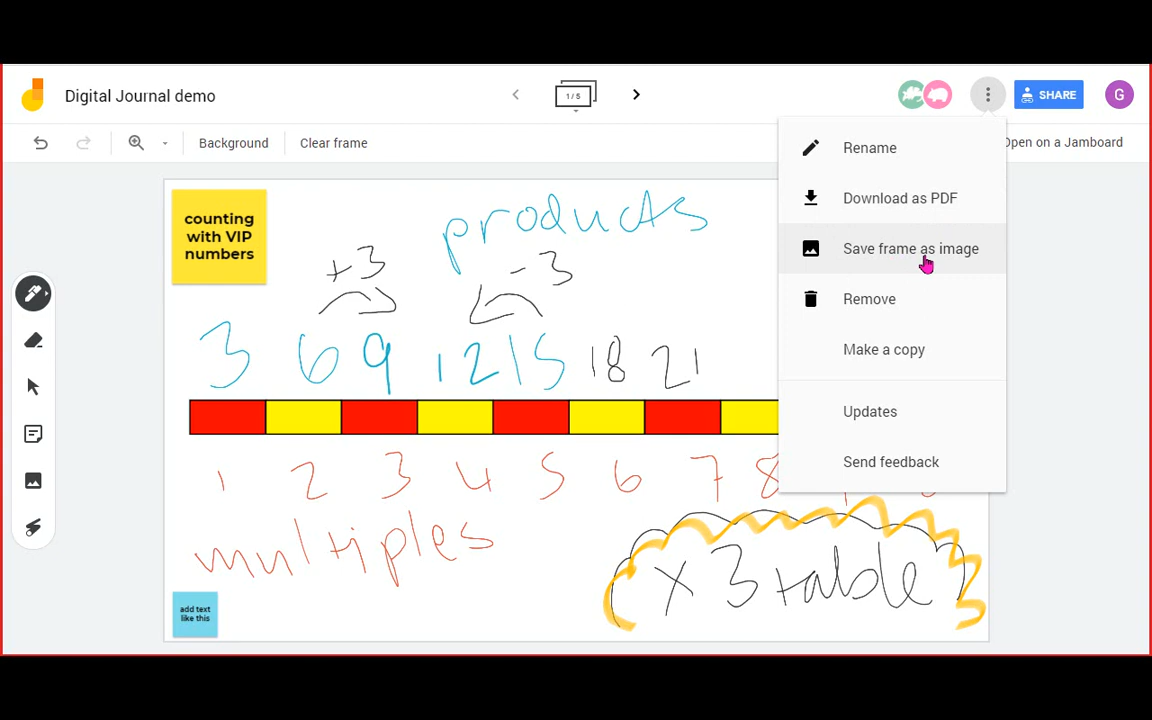 Digital Journal demo
1 / 5
SHARE
G
Background
Clear frame
Open on a Jamboard
Rename
Download as PDF
Save frame as image
Remove
Make a copy
Updates
Send feedback
counting
with VIP
numbers
products
+3
-3
3 6 9 12 15 18 21
1 2 3 4 5 6 7 8
multiples
x 3 table
add text
like this